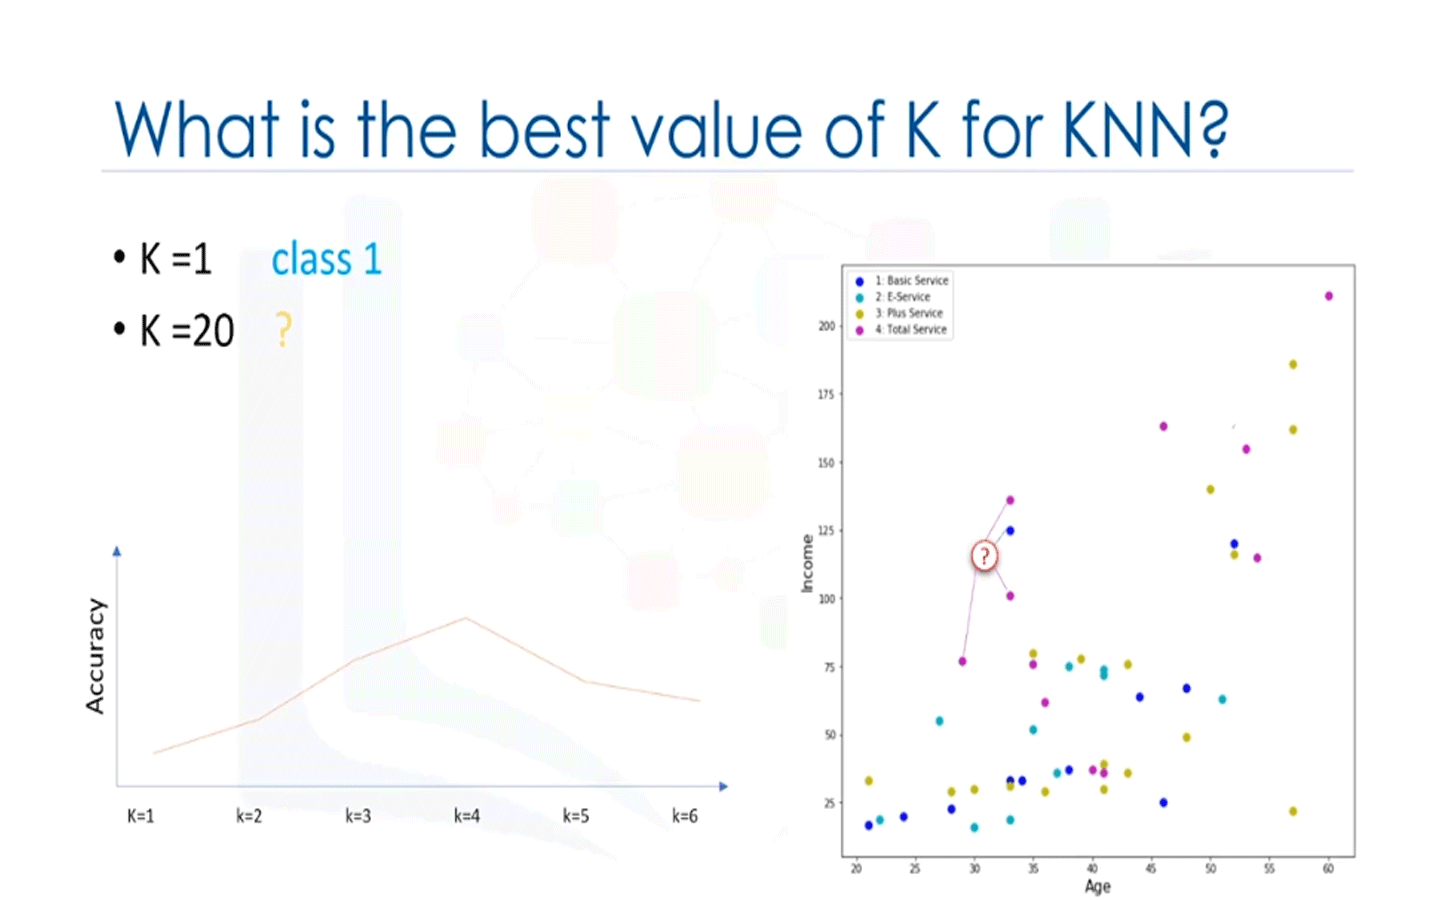 What is the best value of K for KNN?
• K =1 class 1
• K =20 ?
Accuracy
K=1 k=2 k=3 k=4 k=5 k=6
1: Basic Service
2: E-Service
3: Plus Service
4: Total Service
200
175
150
125
100
75
50
25
?
Income
20 25 30 35 40 45 50 55 60
Age